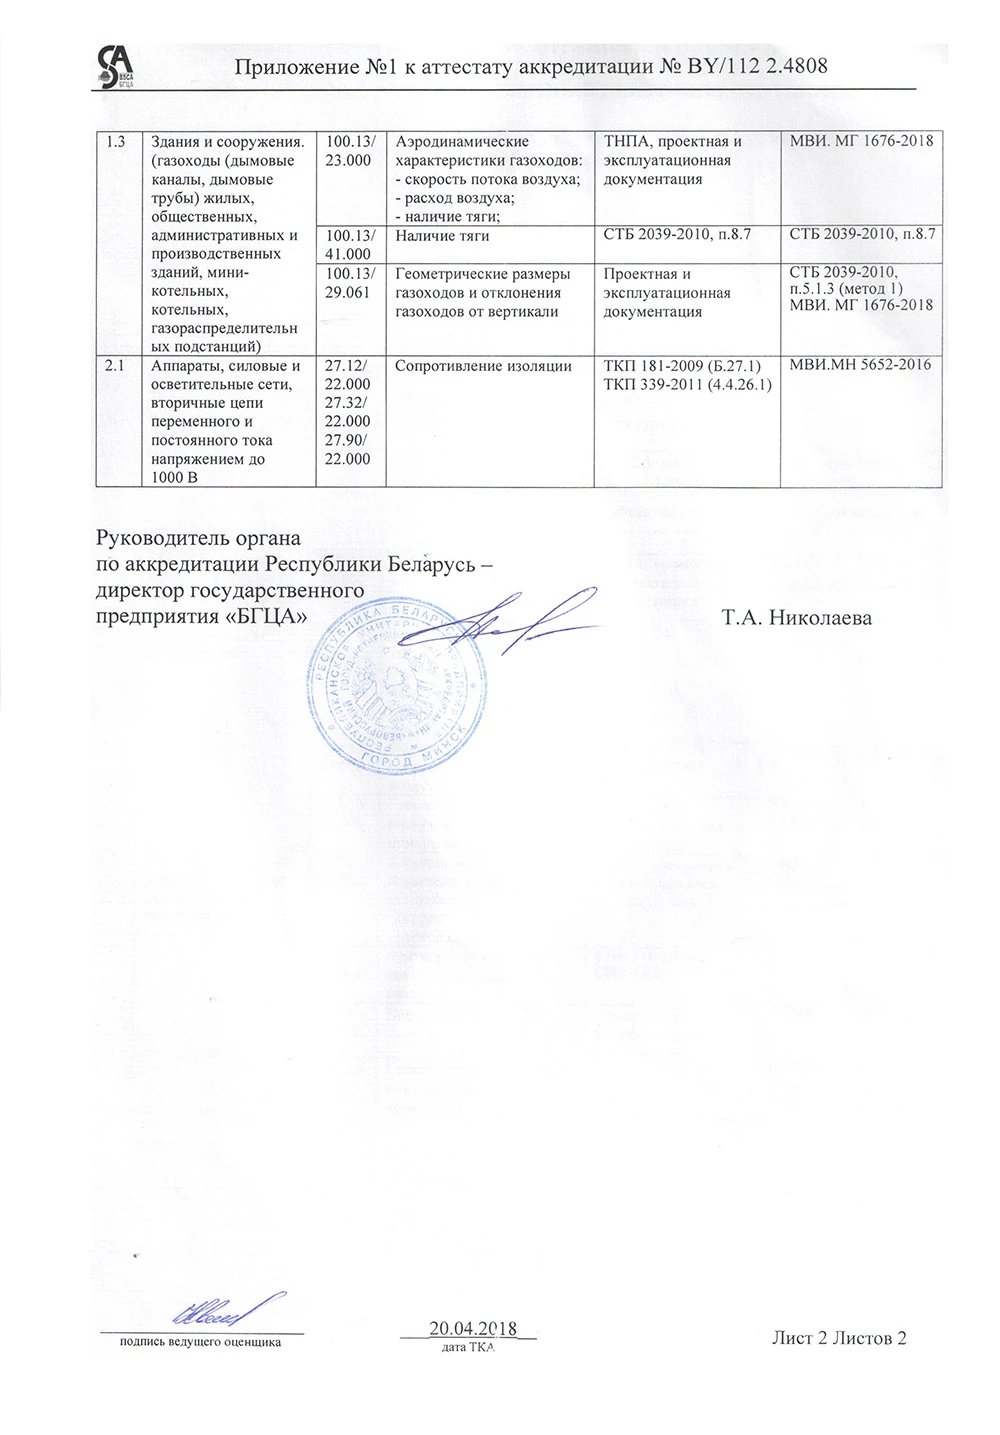 BSCA
БГЦА
Приложение №1 к аттестату аккредитации № BY/112 2.4808
1.3
Здания и сооружения.
(газоходы (дымовые
каналы, дымовые
трубы) жилых,
общественных,
административных и
производственных
зданий, мини-
котельных,
котельных,
газораспределительн
ых подстанций)
100.13/
23.000
Аэродинамические
характеристики газоходов:
- скорость потока воздуха;
- расход воздуха;
- наличие тяги;
ТНПА, проектная и
эксплуатационная
документация
МВИ. МГ 1676-2018
100.13/
41.000
Наличие тяги
СТБ 2039-2010, п.8.7
СТБ 2039-2010, п.8.7
100.13/
29.061
Геометрические размеры
газоходов и отклонения
газоходов от вертикали
Проектная и
эксплуатационная
документация
СТБ 2039-2010,
п.5.1.3 (метод 1)
МВИ. МГ 1676-2018
2.1
Аппараты, силовые и
осветительные сети,
вторичные цепи
переменного и
постоянного тока
напряжением до
1000 В
27.12/
22.000
27.32/
22.000
27.90/
22.000
Сопротивление изоляции
ТКП 181-2009 (Б.27.1)
ТКП 339-2011 (4.4.26.1)
МВИ.МН 5652-2016
Руководитель органа
по аккредитации Республики Беларусь –
директор государственного
предприятия «БГЦА»
Т.А. Николаева
РЕСПУБЛИКА БЕЛАРУСЬ
ГОРОД МИНСК
подпись ведущего оценщика
20.04.2018
дата ТКА
Лист 2 Листов 2